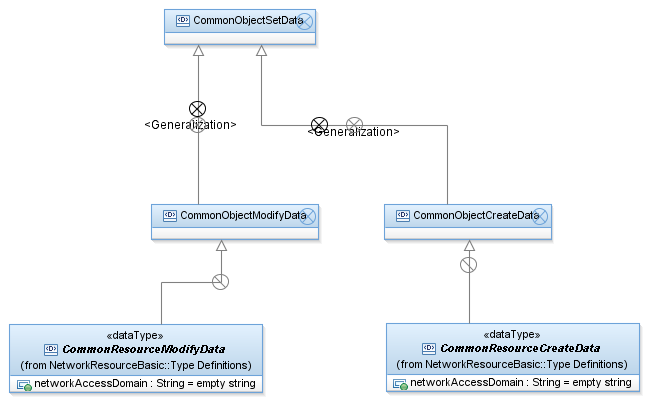 CommonObjectSetData
<Generalization>
<Generalization>
CommonObjectModifyData
CommonObjectCreateData
«dataType»
CommonResourceModifyData
(from NetworkResourceBasic::Type Definitions)
networkAccessDomain : String = empty string
«dataType»
CommonResourceCreateData
(from NetworkResourceBasic::Type Definitions)
networkAccessDomain : String = empty string